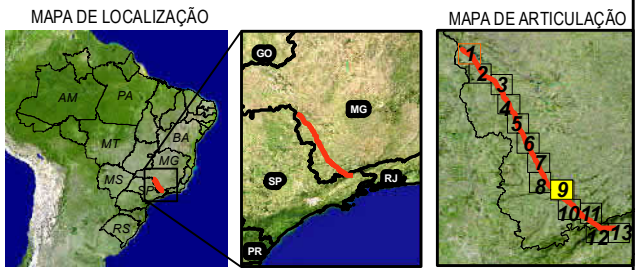 MAPA DE LOCALIZAÇÃO
AM
PA
MT
BA
MG
MS
SP
RS
GO
MG
SP
RJ
PR
MAPA DE ARTICULAÇÃO
1
2
3
4
5
6
7
8
9
10
11
12
13